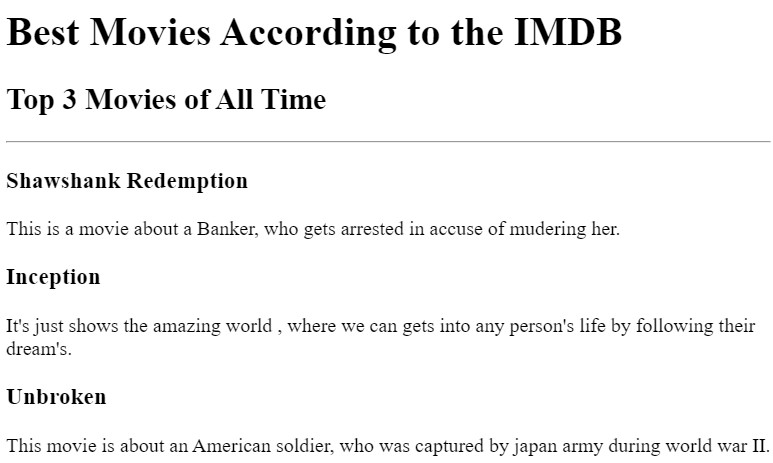 Best Movies According to the IMDB
Top 3 Movies of All Time
Shawshank Redemption
This is a movie about a Banker, who gets arrested in accuse of mudering her.
Inception
It's just shows the amazing world , where we can gets into any person's life by following their
dream's.
Unbroken
This movie is about an American soldier, who was captured by japan army during world war II.